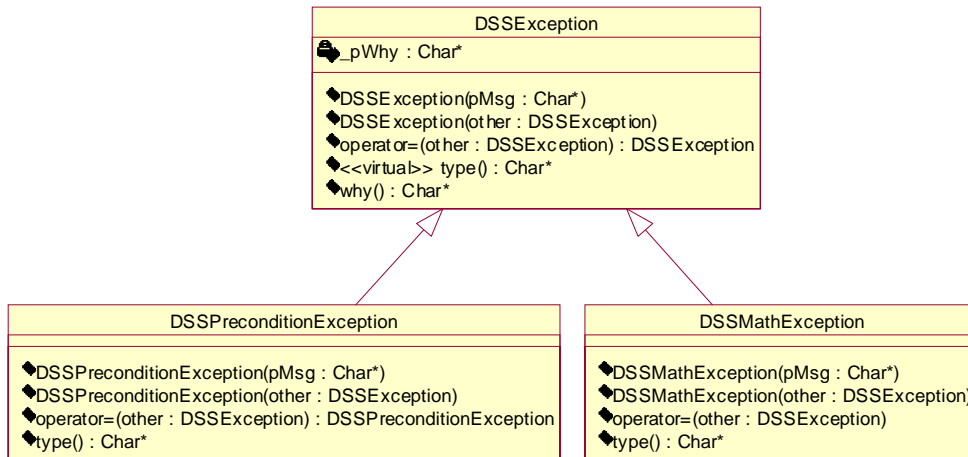 DSSException
_pWhy : Char*
DSSException(pMsg : Char*)
DSSException(other : DSSException)
operator=(other : DSSException) : DSSException
<<virtual>> type() : Char*
why() : Char*
DSSPreconditionException
DSSPreconditionException(pMsg : Char*)
DSSPreconditionException(other : DSSException)
operator=(other : DSSException) : DSSPreconditionException
type() : Char*
DSSMathException
DSSMathException(pMsg : Char*)
DSSMathException(other : DSSException)
operator=(other : DSSException)
type() : Char*